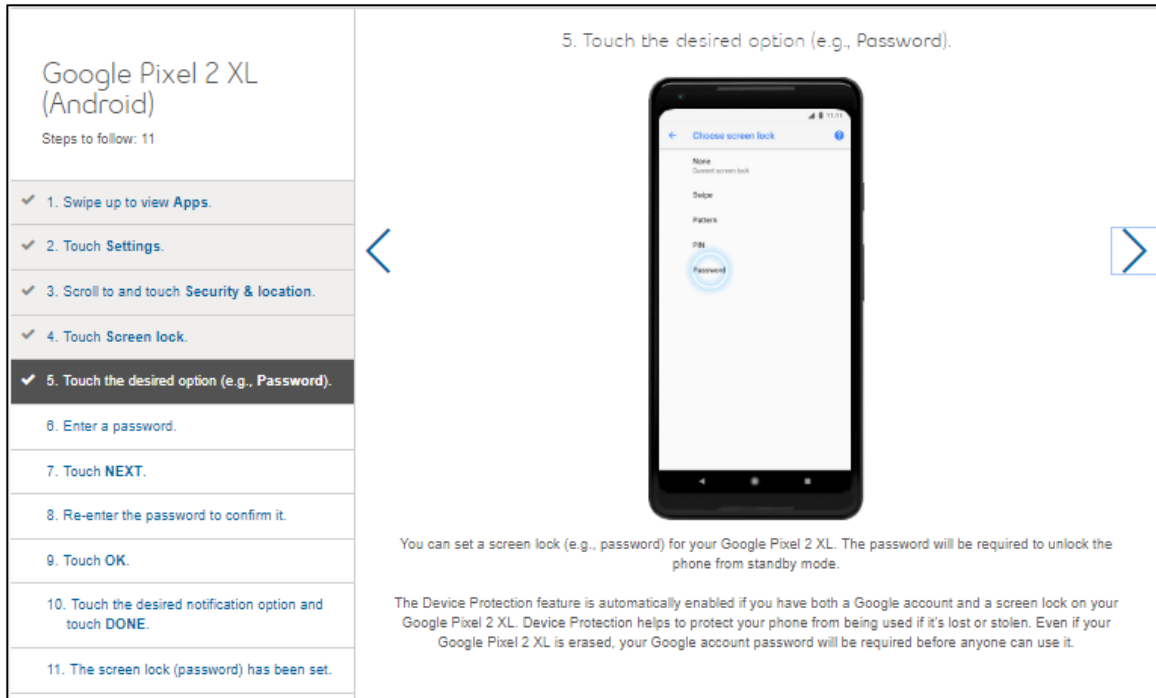 Google Pixel 2 XL
(Android)
Steps to follow: 11
1. Swipe up to view Apps.
2. Touch Settings.
3. Scroll to and touch Security & location.
4. Touch Screen lock.
5. Touch the desired option (e.g., Password).
6. Enter a password.
7. Touch NEXT.
8. Re-enter the password to confirm it.
9. Touch OK.
10. Touch the desired notification option and
touch DONE.
11. The screen lock (password) has been set.
5. Touch the desired option (e.g., Password).
11:11
Choose screen lock
None
Current screen lock
Swipe
Pattern
PIN
Password
You can set a screen lock (e.g., password) for your Google Pixel 2 XL. The password will be required to unlock the
phone from standby mode.
The Device Protection feature is automatically enabled if you have both a Google account and a screen lock on your
Google Pixel 2 XL. Device Protection helps to protect your phone from being used if it's lost or stolen. Even if your
Google Pixel 2 XL is erased, your Google account password will be required before anyone can use it.